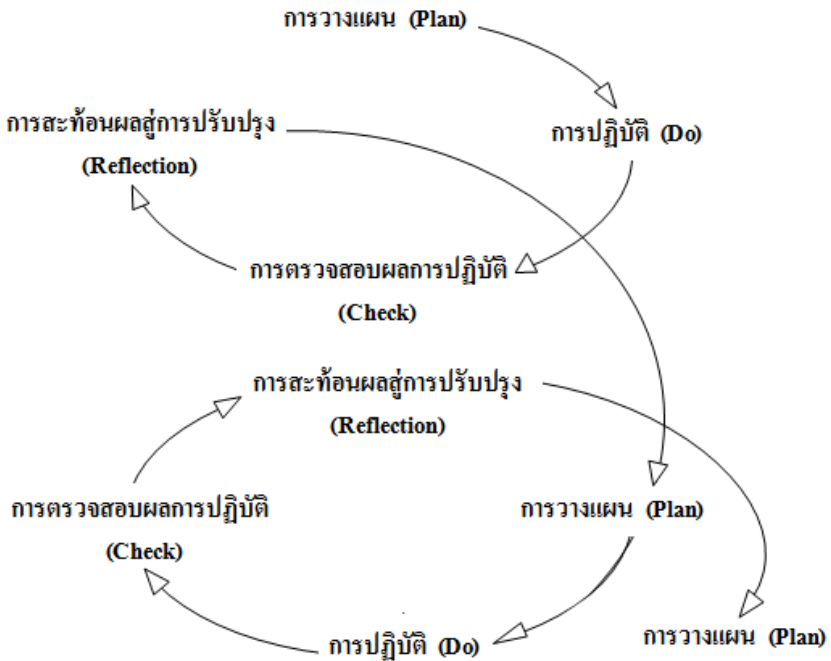 การวางแผน (Plan)
การสะท้อนผลสู่การปรับปรุง
(Reflection)
การปฏิบัติ (Do)
การตรวจสอบผลการปฏิบัติ
(Check)
การสะท้อนผลสู่การปรับปรุง
(Reflection)
การตรวจสอบผลการปฏิบัติ
(Check)
การวางแผน (Plan)
การปฏิบัติ (Do)
การวางแผน (Plan)